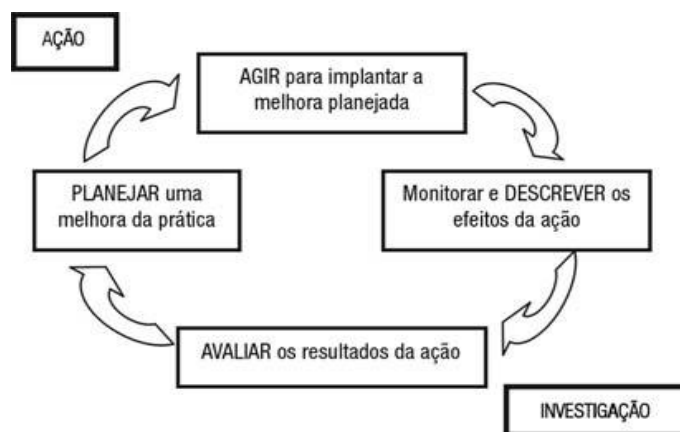 AÇÃO
AGIR para implantar a
melhora planejada
PLANEJAR uma
melhora da prática
Monitorar e DESCREVER os
efeitos da ação
AVALIAR os resultados da ação
INVESTIGAÇÃO